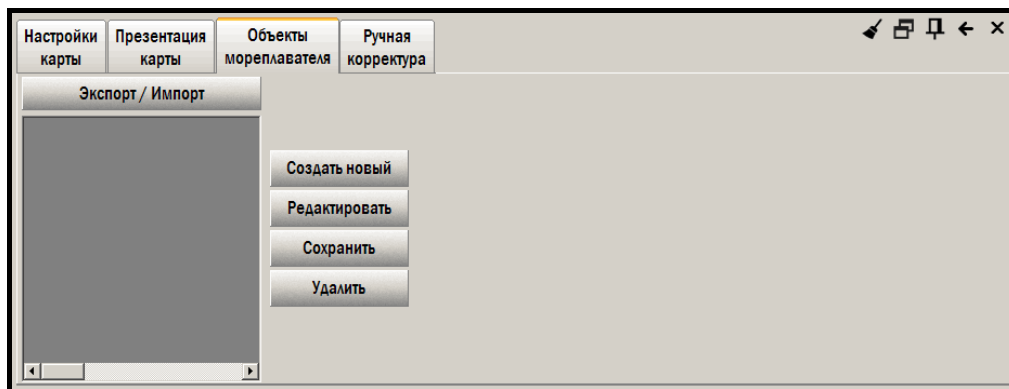 Настройки
карты
Презентация
карты
Объекты
мореплавателя
Ручная
корректура
Экспорт / Импорт
Создать новый
Редактировать
Сохранить
Удалить